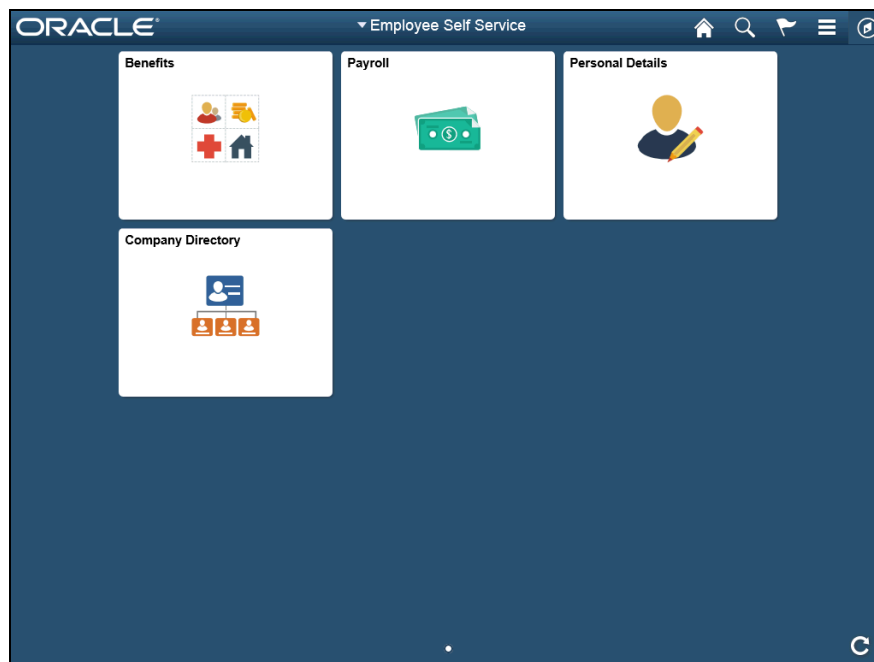 ORACLE®
Employee Self Service
Benefits
Payroll
Personal Details
Company Directory